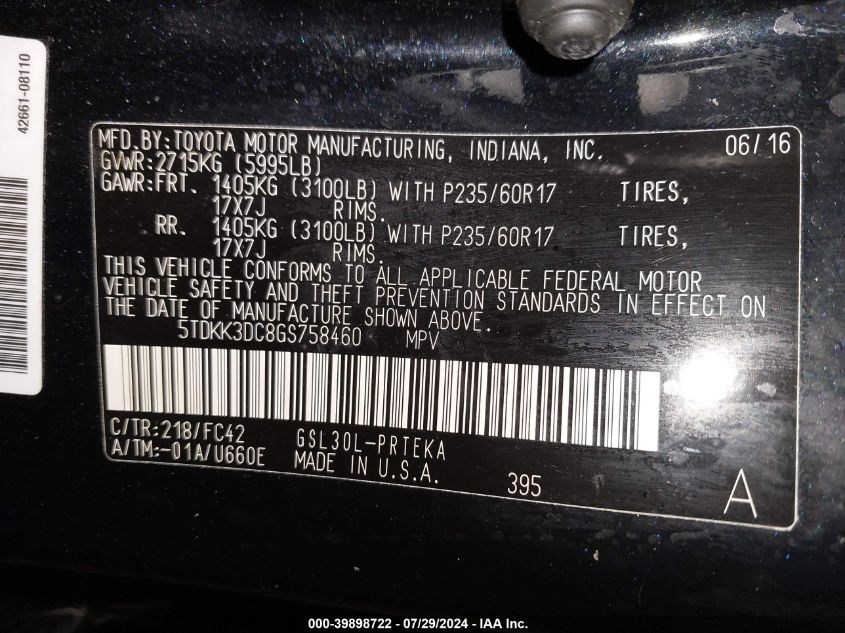 42661-08110
MFD.BY:TOYOTA MOTOR MANUFACTURING, INDIANA, INC. 06/16
GVWR:2715KG (5995LB)
GAWR:FRT. 1405KG (3100LB) WITH P235/60R17 TIRES,
17X7J RIMS.
RR. 1405KG (3100LB) WITH P235/60R17 TIRES,
17X7J RIMS.
THIS VEHICLE CONFORMS TO ALL APPLICABLE FEDERAL MOTOR
VEHICLE SAFETY AND THEFT PREVENTION STANDARDS IN EFFECT ON
THE DATE OF MANUFACTURE SHOWN ABOVE.
5TDKK3DC8GS758460 MPV
C/TR:218/FC42 GSL30L-PRTEKA
A/TM:-01A/U660E MADE IN U.S.A.
395 A
000-39898722 - 07/29/2024 - IAA Inc.